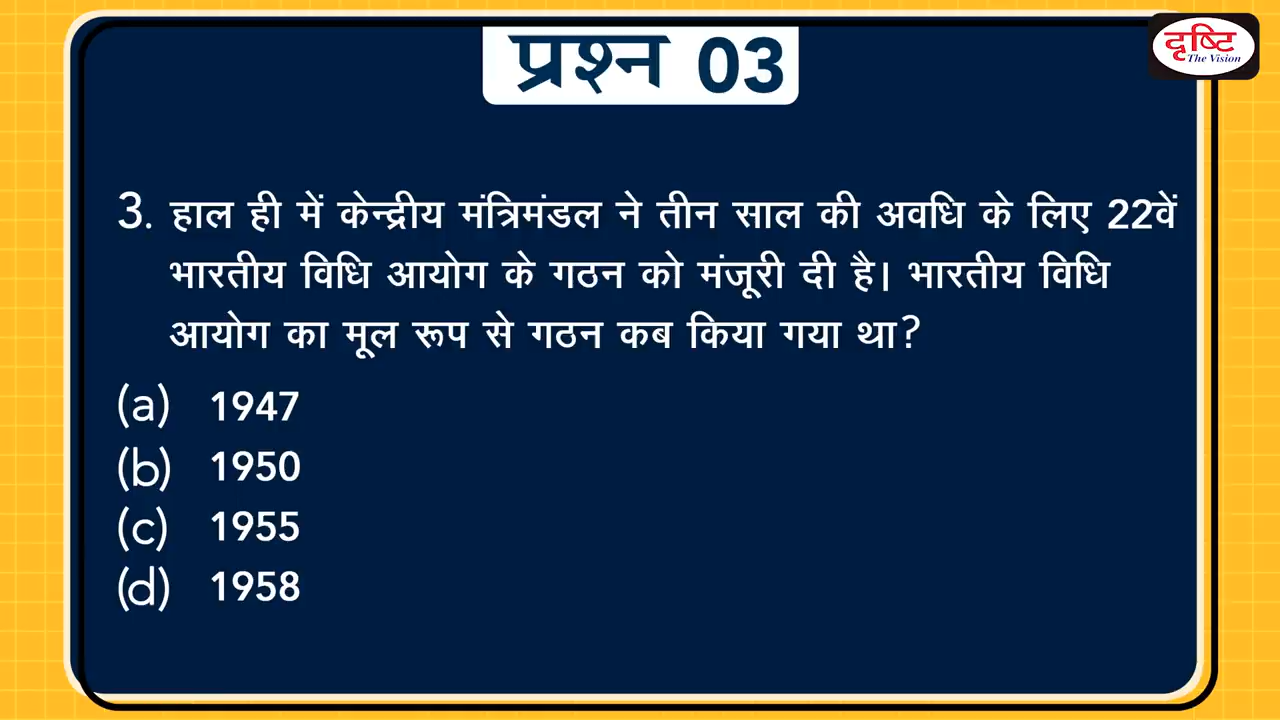 प्रश्न 03
दृष्टि
The Vision
3. हाल ही में केन्द्रीय मंत्रिमंडल ने तीन साल की अवधि के लिए 22वें
भारतीय विधि आयोग के गठन को मंजूरी दी है। भारतीय विधि
आयोग का मूल रूप से गठन कब किया गया था?
(a) 1947
(b) 1950
(c) 1955
(d) 1958